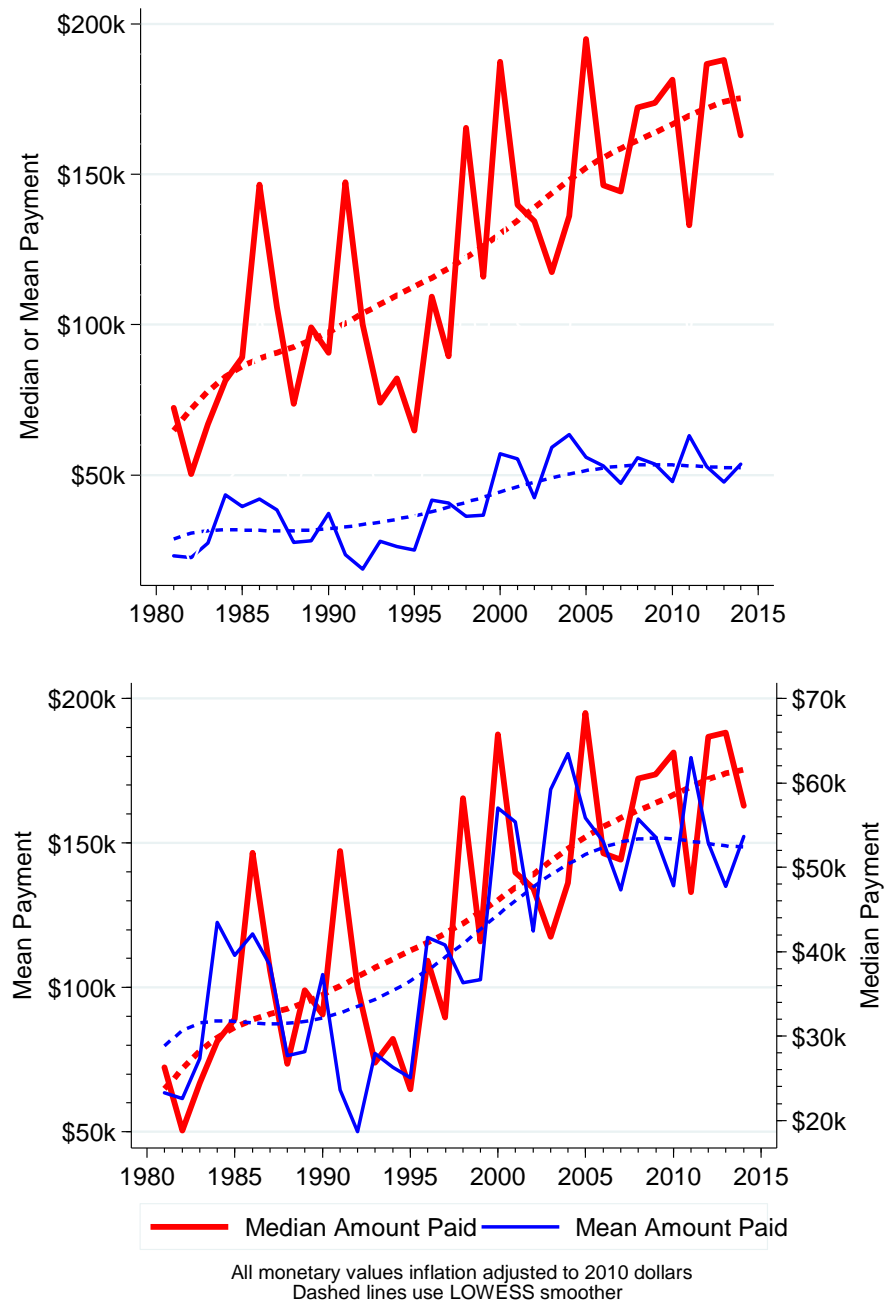 $200k
$150k
$100k
$50k
Median or Mean Payment
1980 1985 1990 1995 2000 2005 2010 2015
$200k
$150k
$100k
$50k
Mean Payment
$70k
$60k
$50k
$40k
$30k
$20k
Median Payment
1980 1985 1990 1995 2000 2005 2010 2015
Median Amount Paid Mean Amount Paid
All monetary values inflation adjusted to 2010 dollars
Dashed lines use LOWESS smoother